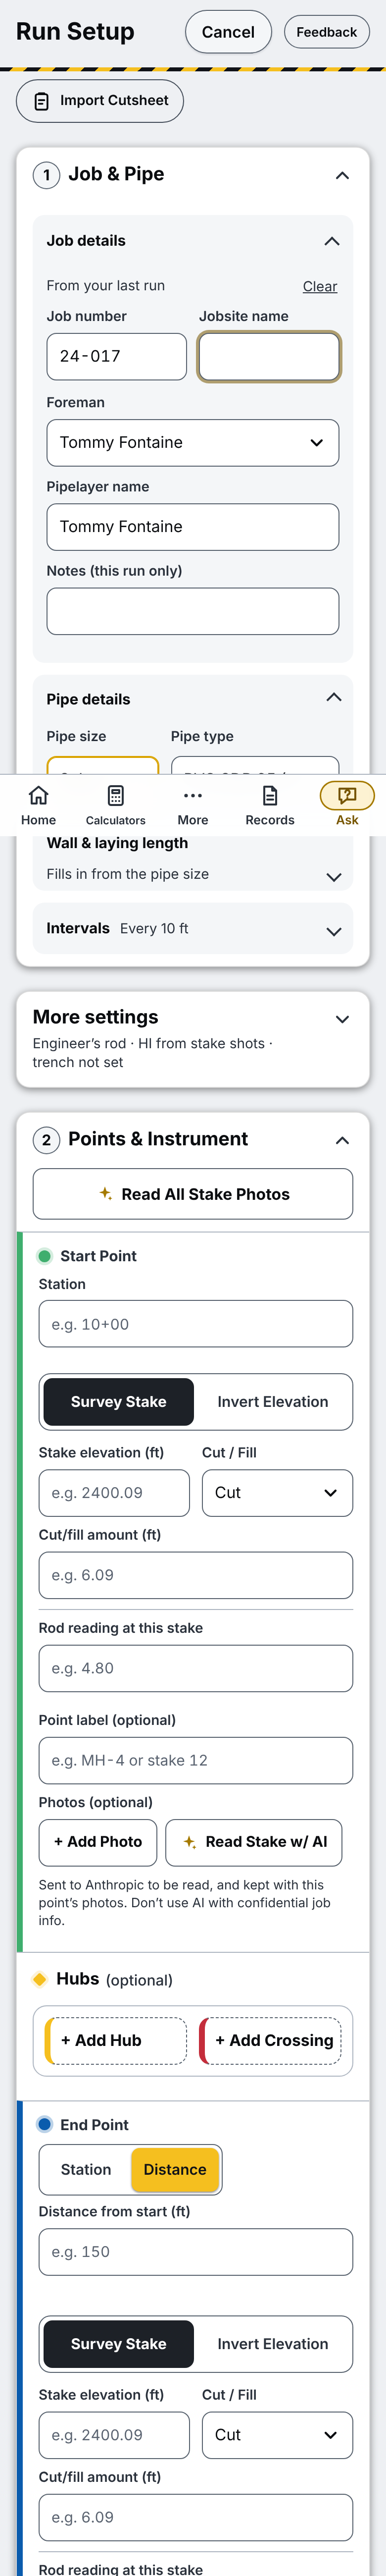 Run Setup
Cancel
Feedback
Import Cutsheet
1 Job & Pipe
Job details
From your last run
Clear
Job number
Jobsite name
24-017
Foreman
Tommy Fontaine
Pipelayer name
Tommy Fontaine
Notes (this run only)
Pipe details
Pipe size
Pipe type
Home
Calculators
More
Records
Ask
Wall & laying length
Fills in from the pipe size
Intervals Every 10 ft
More settings
Engineer's rod · HI from stake shots ·
trench not set
2 Points & Instrument
Read All Stake Photos
Start Point
Station
e.g. 10+00
Survey Stake
Invert Elevation
Stake elevation (ft)
Cut / Fill
e.g. 2400.09
Cut
Cut/fill amount (ft)
e.g. 6.09
Rod reading at this stake
e.g. 4.80
Point label (optional)
e.g. MH-4 or stake 12
Photos (optional)
+ Add Photo
Read Stake w/ AI
Sent to Anthropic to be read, and kept with this
point's photos. Don't use AI with confidential job
info.
Hubs (optional)
+ Add Hub
+ Add Crossing
End Point
Station
Distance
Distance from start (ft)
e.g. 150
Survey Stake
Invert Elevation
Stake elevation (ft)
Cut / Fill
e.g. 2400.09
Cut
Cut/fill amount (ft)
e.g. 6.09
Rod reading at this stake